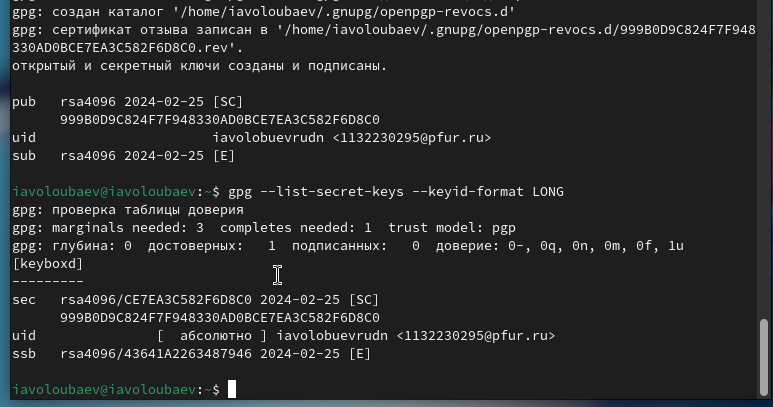 gpg: создан каталог '/home/iavoloubaev/.gnupg/openpgp-revocs.d'
gpg: сертификат отзыва записан в '/home/iavoloubaev/.gnupg/openpgp-revocs.d/999B0D9C824F7F948
330AD0BCE7EA3C582F6D8C0.rev'.
открытый и секретный ключи созданы и подписаны.
pub   rsa4096 2024-02-25 [SC]
      999B0D9C824F7F948330AD0BCE7EA3C582F6D8C0
uid                      iavolobuevrudn <1132230295@pfur.ru>
sub   rsa4096 2024-02-25 [E]
iavoloubaev@iavoloubaev:~$ gpg --list-secret-keys --keyid-format LONG
gpg: проверка таблицы доверия
gpg: marginals needed: 3  completes needed: 1  trust model: pgp
gpg: глубина: 0  достоверных:   1  подписанных:   0  доверие: 0-, 0q, 0n, 0m, 0f, 1u
[keyboxd]
---------
sec   rsa4096/CE7EA3C582F6D8C0 2024-02-25 [SC]
      999B0D9C824F7F948330AD0BCE7EA3C582F6D8C0
uid              [  абсолютно ] iavolobuevrudn <1132230295@pfur.ru>
ssb   rsa4096/43641A2263487946 2024-02-25 [E]
iavoloubaev@iavoloubaev:~$